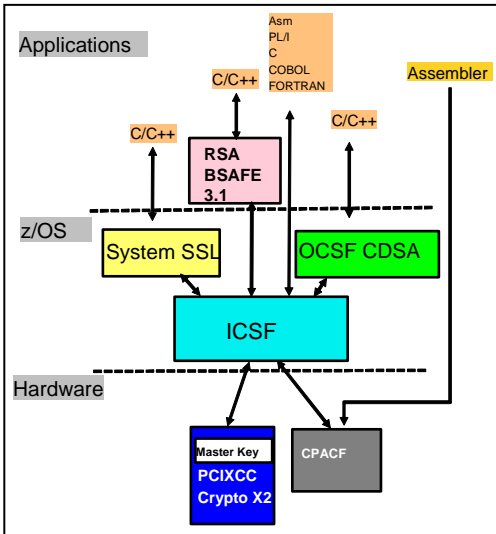 Applications
Asm
PL/I
C
COBOL
FORTRAN
Assembler
C/C++
C/C++
C/C++
RSA
BSAFE
3.1
z/OS
System SSL
OCSF CDSA
ICSF
Hardware
Master Key
PCIXCC
Crypto X2
CPACF